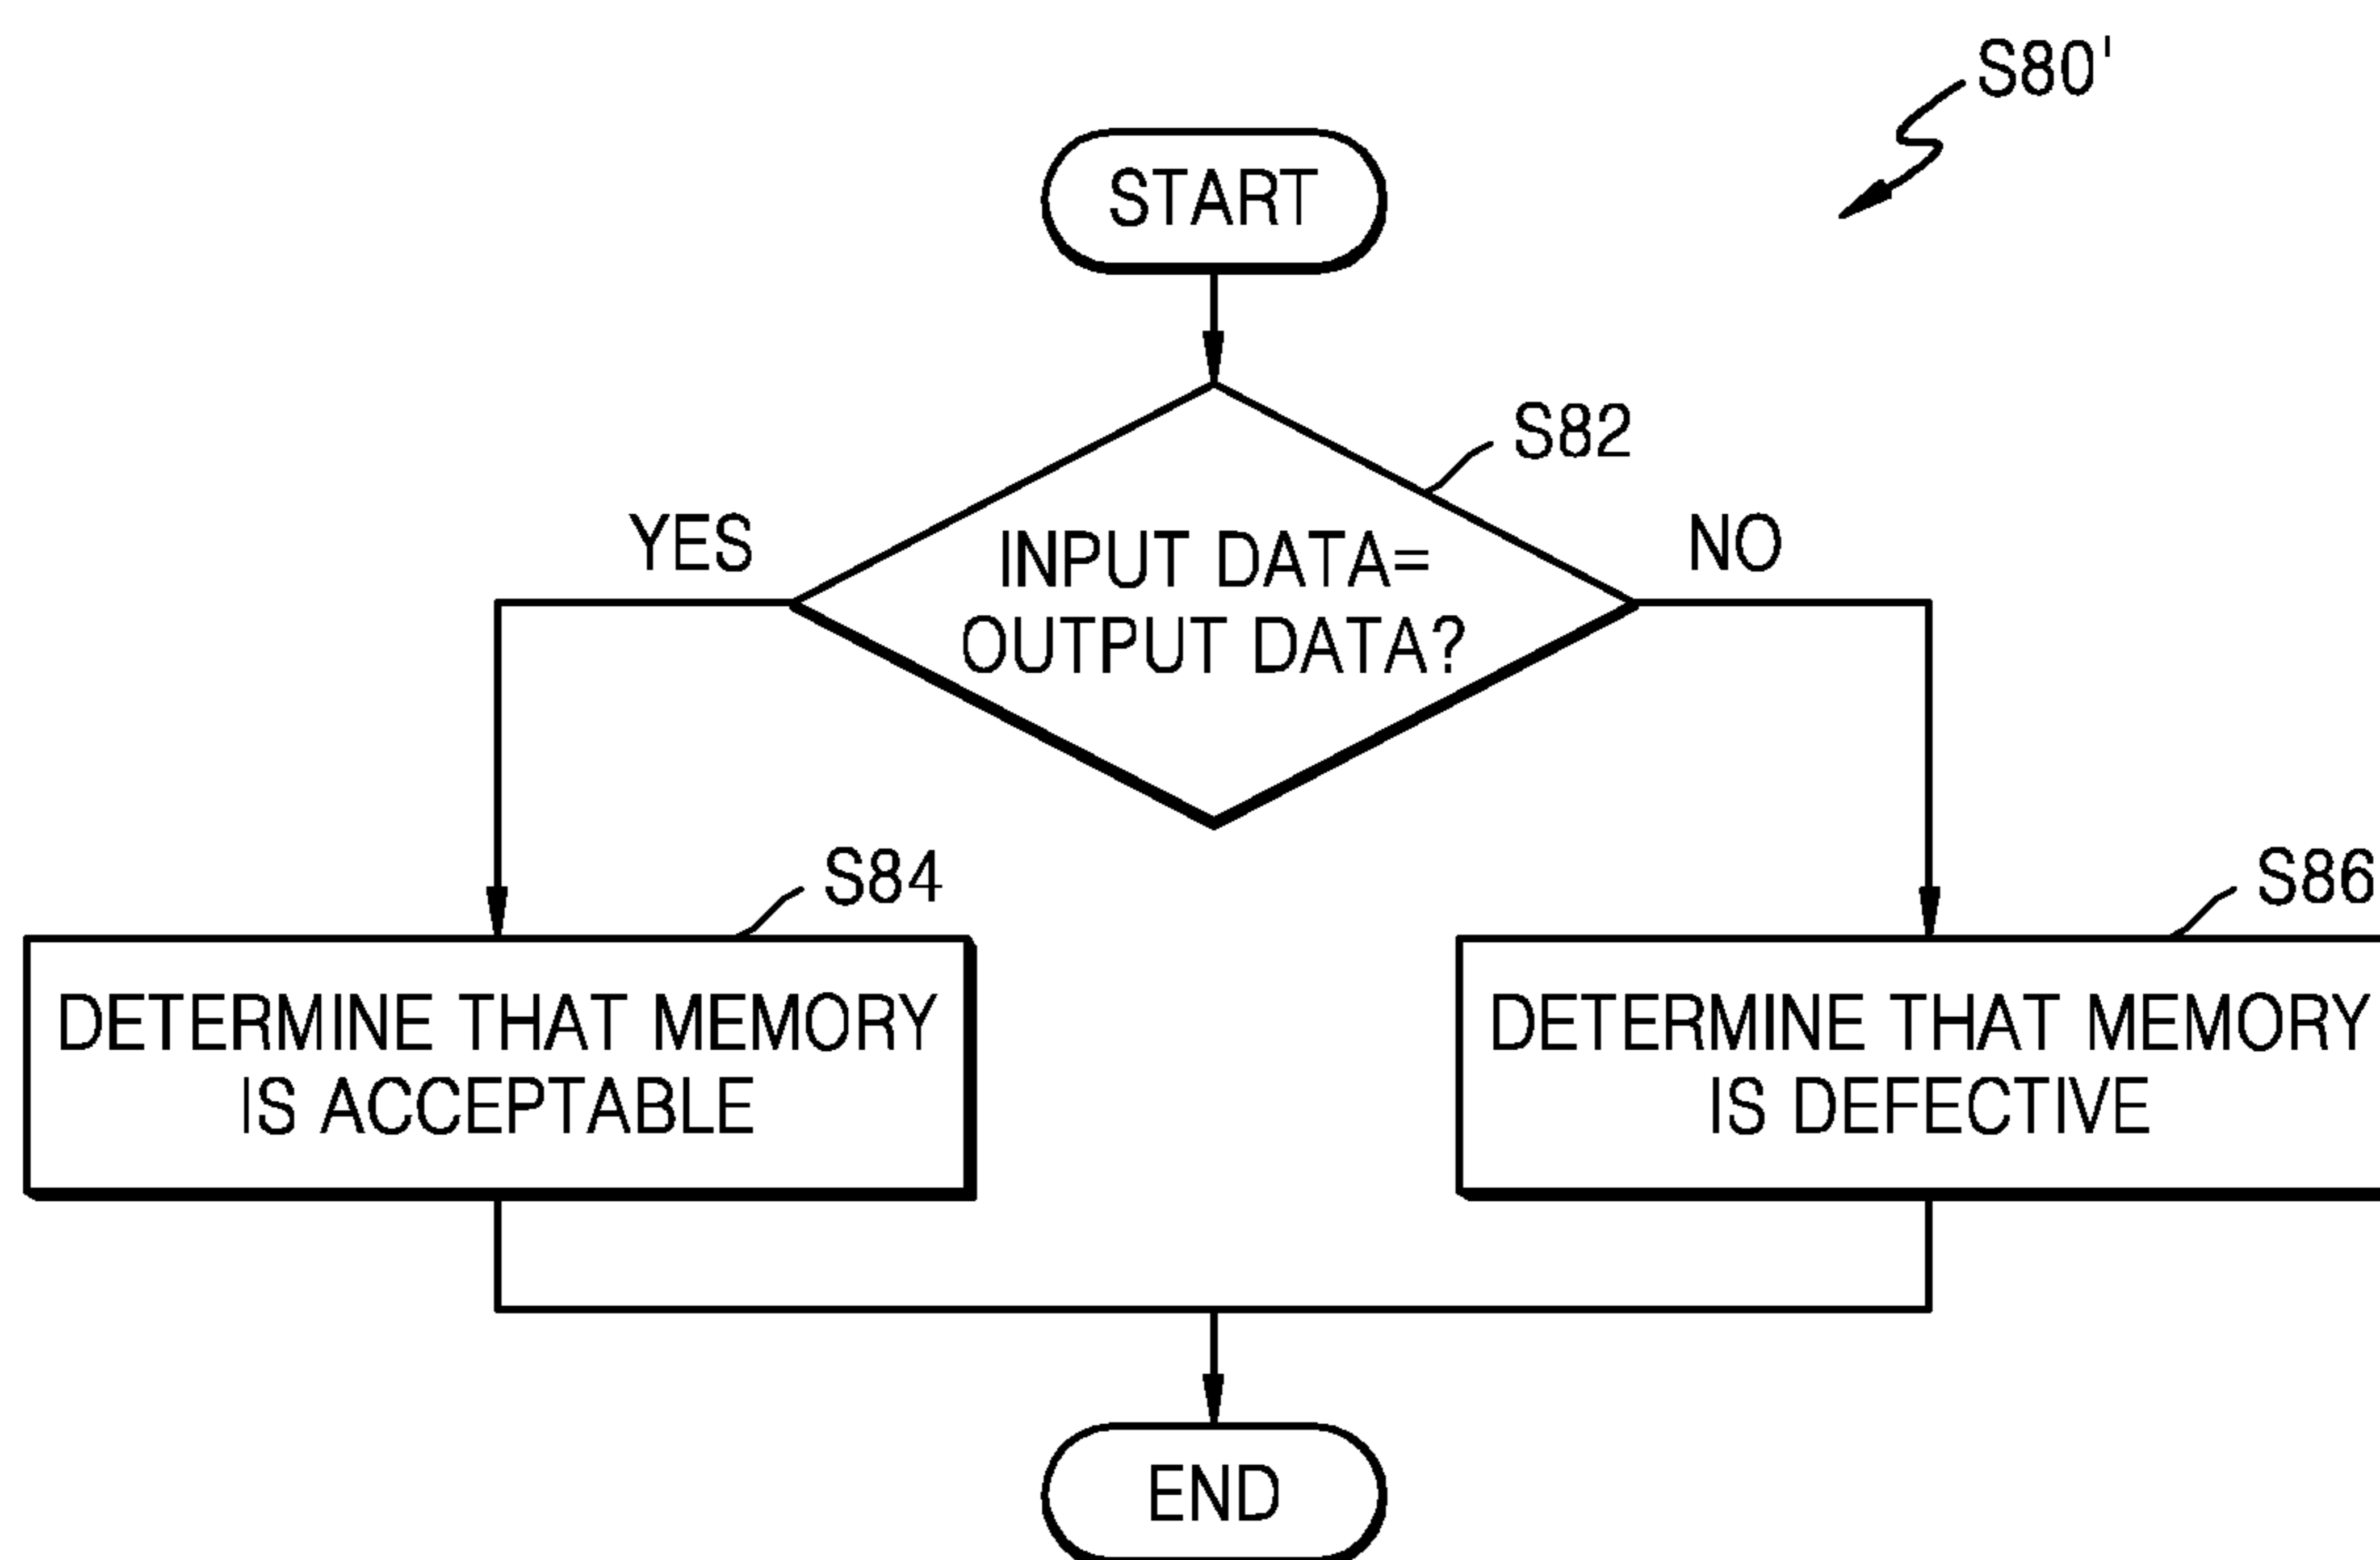 S80'
START
S82
YES
NO
INPUT DATA=
OUTPUT DATA?
S84
S86
DETERMINE THAT MEMORY
IS ACCEPTABLE
DETERMINE THAT MEMORY
IS DEFECTIVE
END